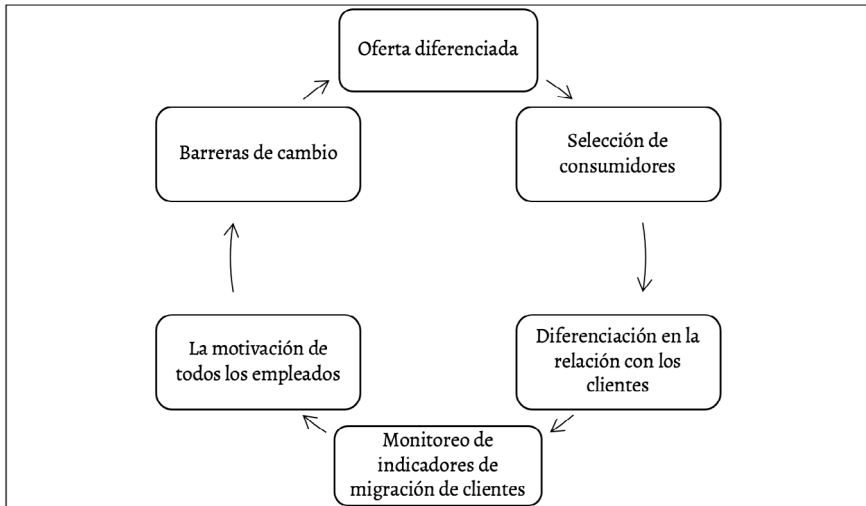 Oferta diferenciada
Selección de
consumidores
Diferenciación en la
relación con los
clientes
Monitoreo de
indicadores de
migración de clientes
La motivación de
todos los empleados
Barreras de cambio